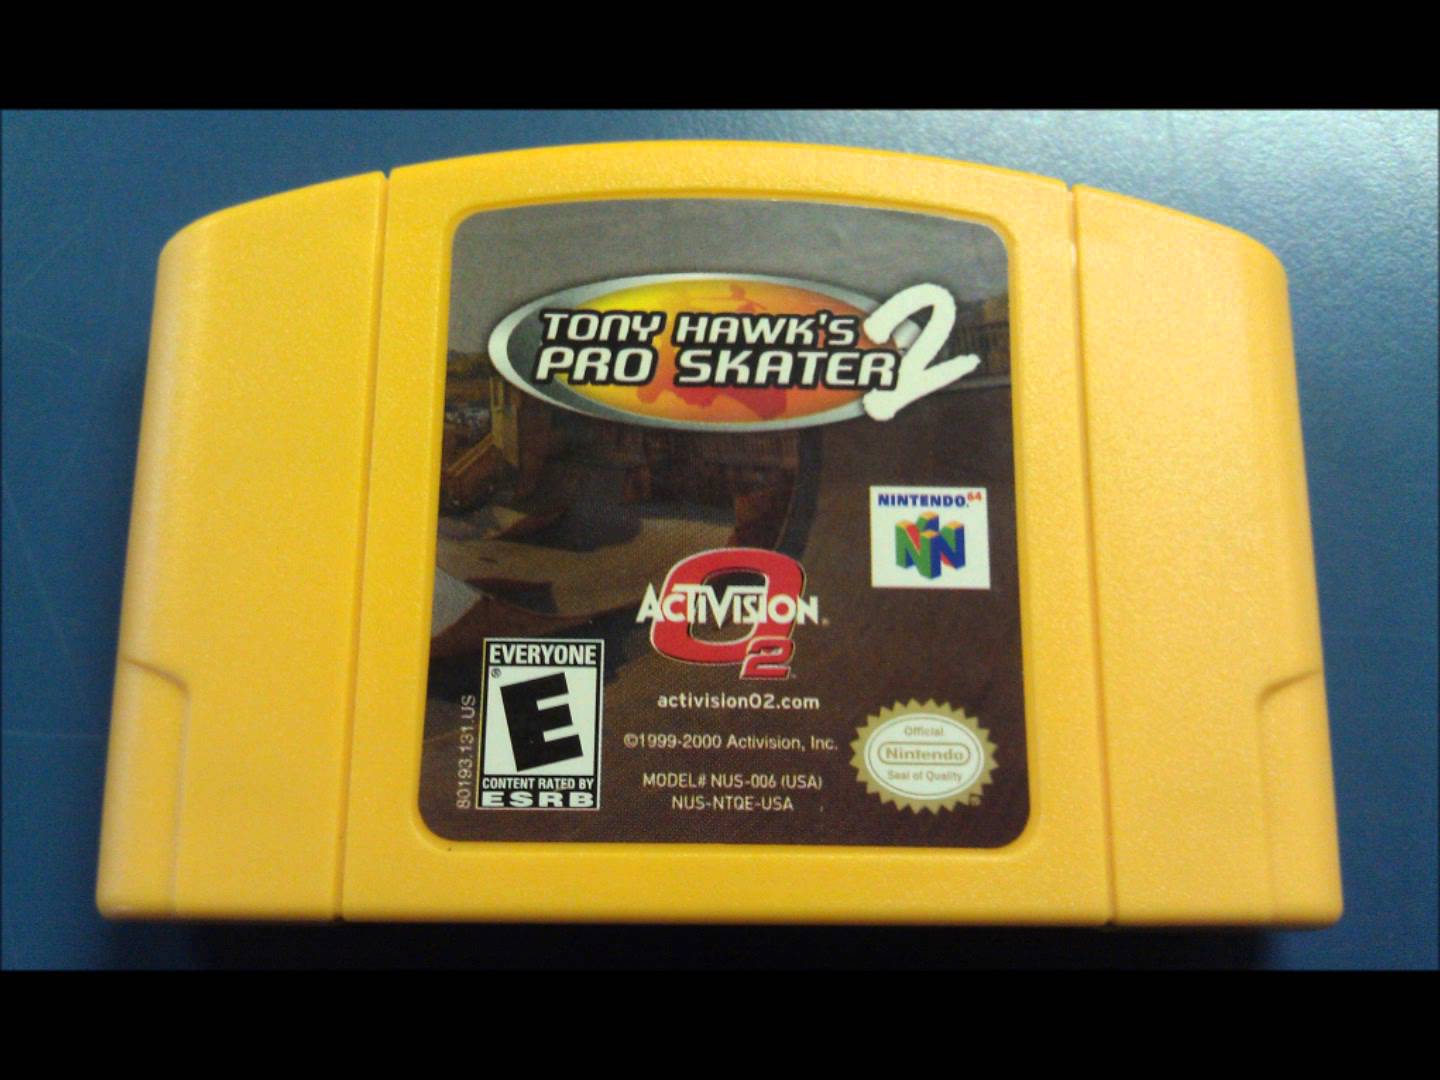 TONY HAWK'S
PRO SKATER 2
NINTENDO 64
ACTIVISION
O2
activisionO2.com
©1999-2000 Activision, Inc.
MODEL# NUS-006 (USA)
NUS-NTQE-USA
EVERYONE
E
CONTENT RATED BY
ESRB
80193.131.US
Official
Nintendo
Seal of Quality